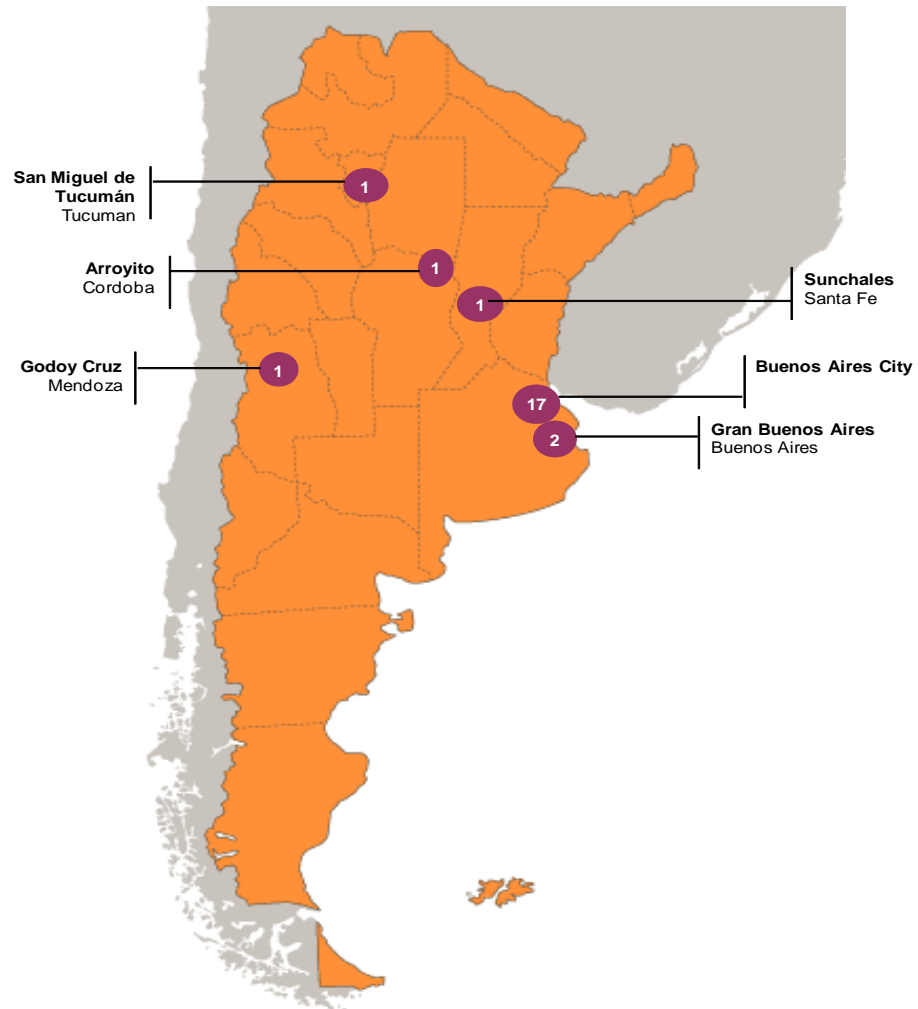 San Miguel de
Tucumán
Tucuman
1
Arroyito
Cordoba
1
Sunchales
Santa Fe
1
Godoy Cruz
Mendoza
1
Buenos Aires City
17
Gran Buenos Aires
Buenos Aires
2